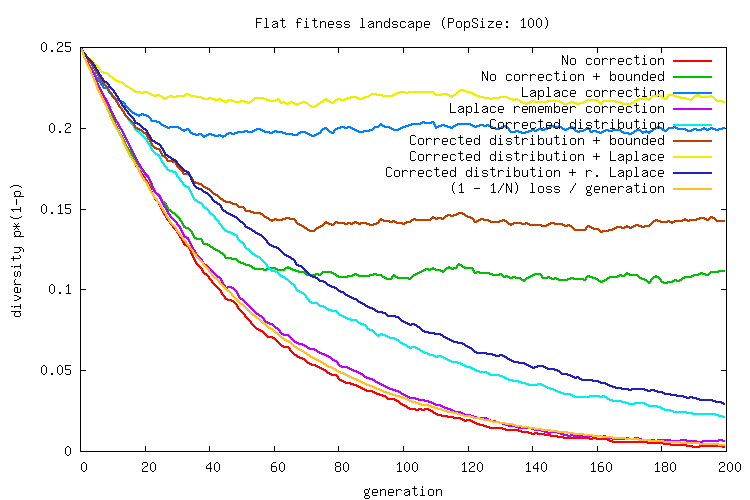 Flat fitness landscape (PopSize: 100)
0.25
0.2
0.15
0.1
0.05
0
diversity p*(1-p)
No correction
No correction + bounded
Laplace correction
Laplace remember correction
Corrected distribution
Corrected distribution + bounded
Corrected distribution + Laplace
Corrected distribution + r. Laplace
(1 - 1/N) loss / generation
0 20 40 60 80 100 120 140 160 180 200
generation